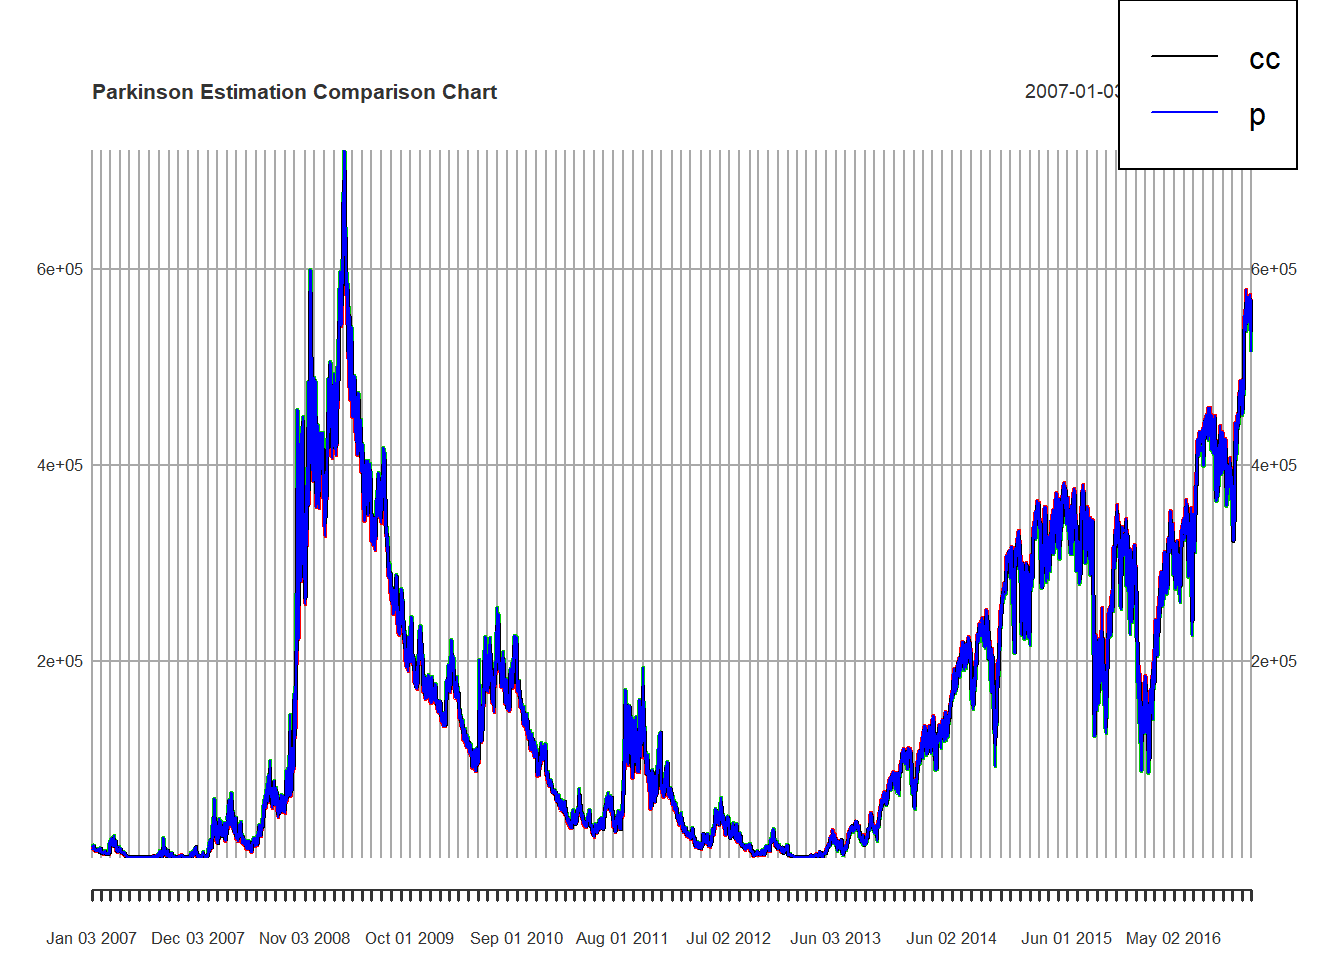 cc
Parkinson Estimation Comparison Chart 2007-01-03
p
6e+05 6e+05
4e+05 4e+05
2e+05 2e+05
Jan 03 2007 Dec 03 2007 Nov 03 2008 Oct 01 2009 Sep 01 2010 Aug 01 2011 Jul 02 2012 Jun 03 2013 Jun 02 2014 Jun 01 2015 May 02 2016